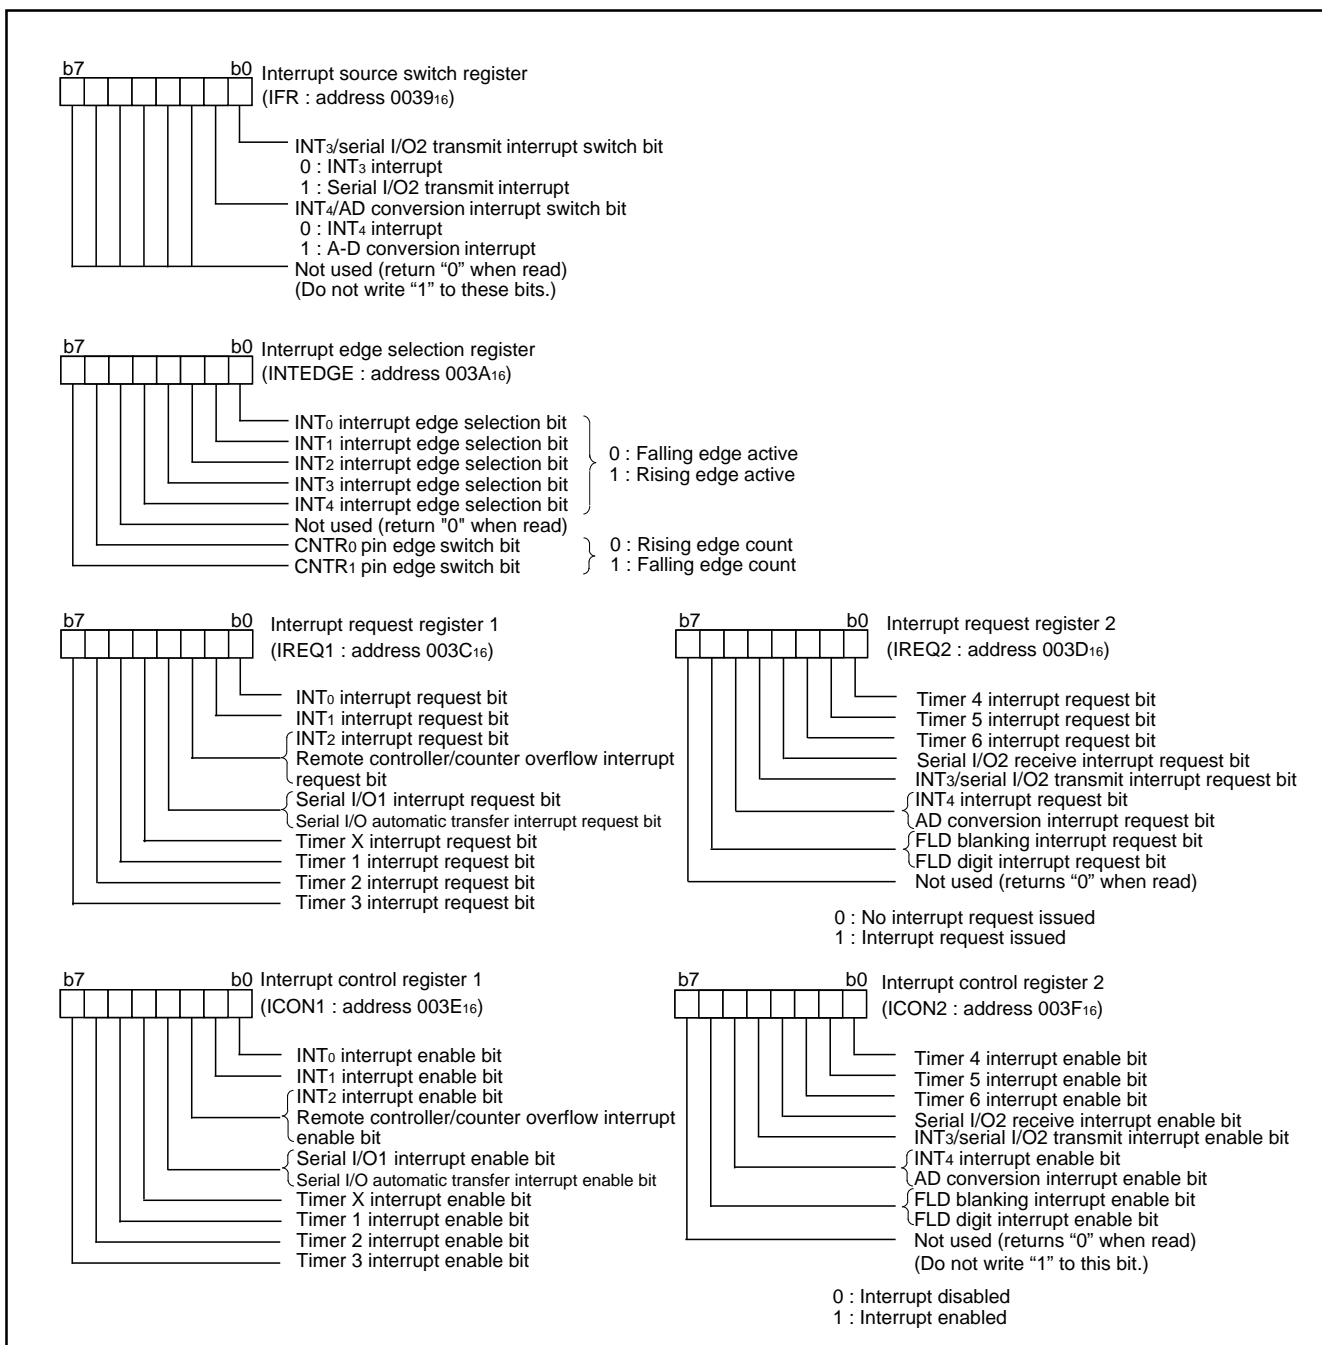 b7 b0 Interrupt source switch register
(IFR : address 0039₁₆)
INT₃/serial I/O2 transmit interrupt switch bit
0 : INT₃ interrupt
1 : Serial I/O2 transmit interrupt
INT₄/AD conversion interrupt switch bit
0 : INT₄ interrupt
1 : A-D conversion interrupt
Not used (return “0” when read)
(Do not write “1” to these bits.)
b7 b0 Interrupt edge selection register
(INTEDGE : address 003A₁₆)
INT₀ interrupt edge selection bit
INT₁ interrupt edge selection bit
INT₂ interrupt edge selection bit
INT₃ interrupt edge selection bit
INT₄ interrupt edge selection bit
0 : Falling edge active
1 : Rising edge active
Not used (return "0" when read)
CNTR₀ pin edge switch bit
CNTR₁ pin edge switch bit
0 : Rising edge count
1 : Falling edge count
b7 b0 Interrupt request register 1
(IREQ1 : address 003C₁₆)
INT₀ interrupt request bit
INT₁ interrupt request bit
INT₂ interrupt request bit
Remote controller/counter overflow interrupt
request bit
Serial I/O1 interrupt request bit
Serial I/O automatic transfer interrupt request bit
Timer X interrupt request bit
Timer 1 interrupt request bit
Timer 2 interrupt request bit
Timer 3 interrupt request bit
b7 b0 Interrupt request register 2
(IREQ2 : address 003D₁₆)
Timer 4 interrupt request bit
Timer 5 interrupt request bit
Timer 6 interrupt request bit
Serial I/O2 receive interrupt request bit
INT₃/serial I/O2 transmit interrupt request bit
INT₄ interrupt request bit
AD conversion interrupt request bit
FLD blanking interrupt request bit
FLD digit interrupt request bit
Not used (returns “0” when read)
0 : No interrupt request issued
1 : Interrupt request issued
b7 b0 Interrupt control register 1
(ICON1 : address 003E₁₆)
INT₀ interrupt enable bit
INT₁ interrupt enable bit
INT₂ interrupt enable bit
Remote controller/counter overflow interrupt
enable bit
Serial I/O1 interrupt enable bit
Serial I/O automatic transfer interrupt enable bit
Timer X interrupt enable bit
Timer 1 interrupt enable bit
Timer 2 interrupt enable bit
Timer 3 interrupt enable bit
b7 b0 Interrupt control register 2
(ICON2 : address 003F₁₆)
Timer 4 interrupt enable bit
Timer 5 interrupt enable bit
Timer 6 interrupt enable bit
Serial I/O2 receive interrupt enable bit
INT₃/serial I/O2 transmit interrupt enable bit
INT₄ interrupt enable bit
AD conversion interrupt enable bit
FLD blanking interrupt enable bit
FLD digit interrupt enable bit
Not used (returns “0” when read)
(Do not write “1” to this bit.)
0 : Interrupt disabled
1 : Interrupt enabled